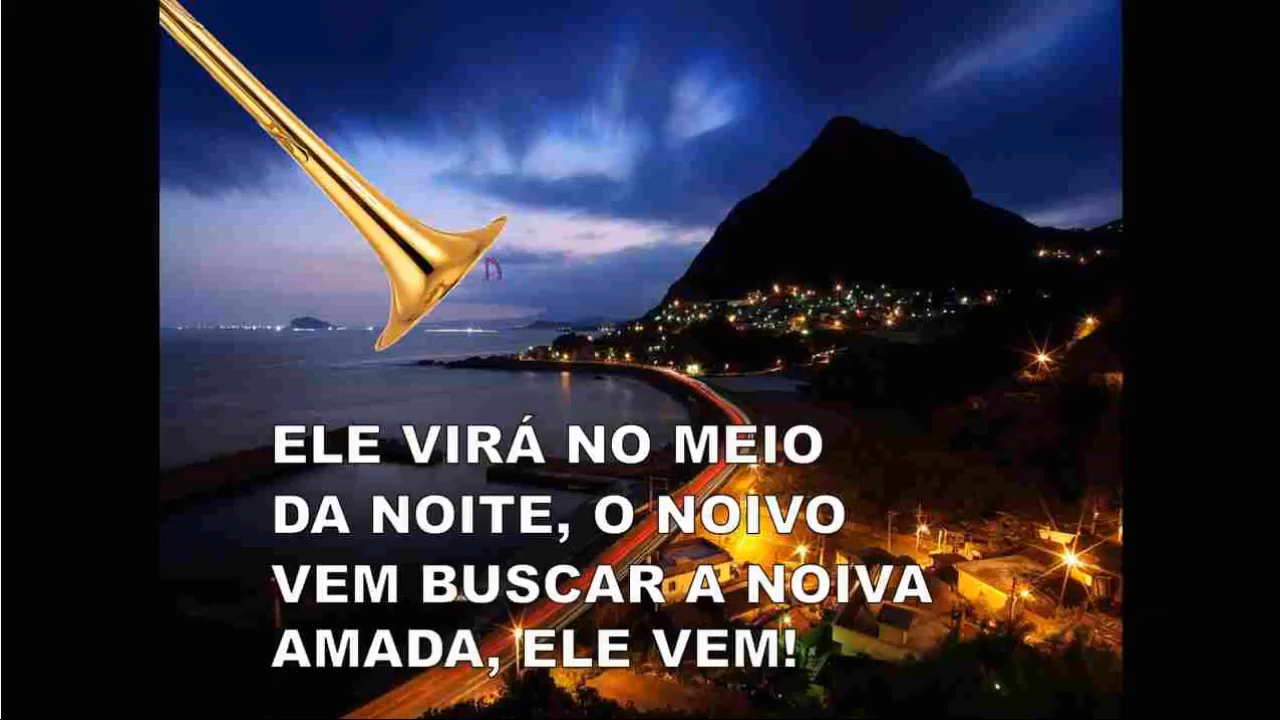 ELE VIRÁ NO MEIO
DA NOITE, O NOIVO
VEM BUSCAR A NOIVA
AMADA, ELE VEM!